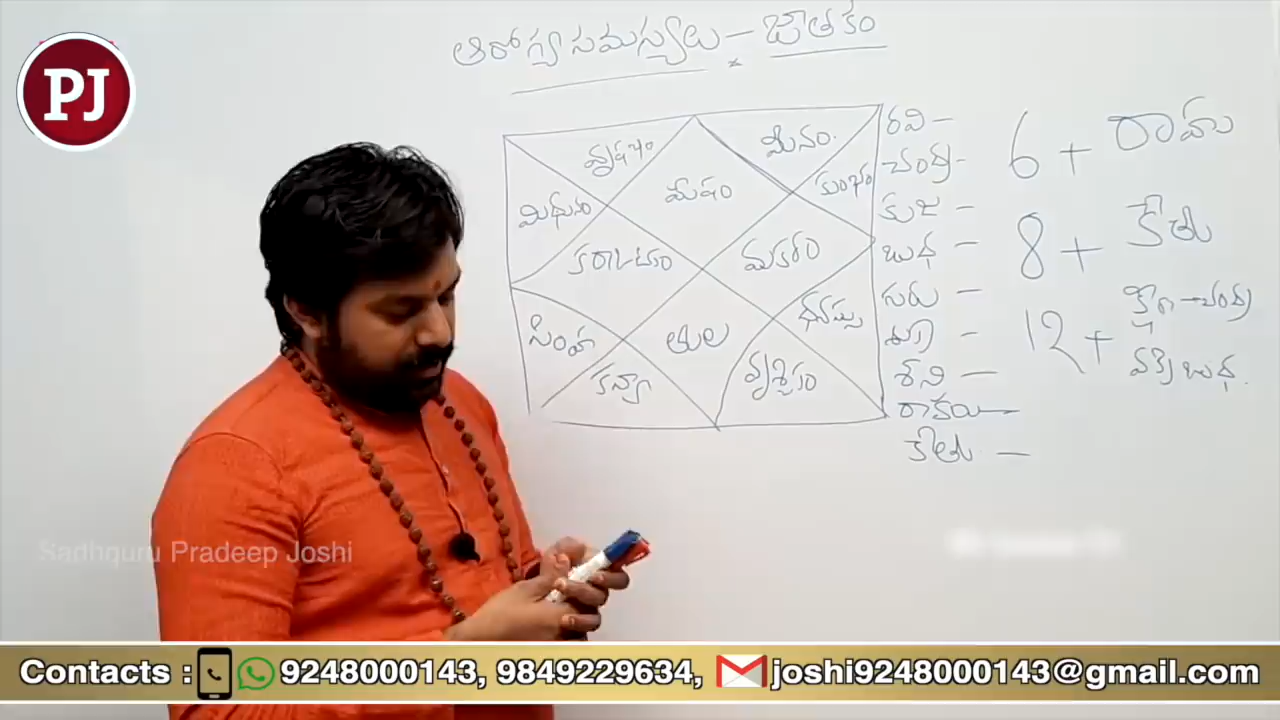 PJ
ఆరోగ్య సమస్యలు - జాతకం
వృషభం
మీనం.
మిథునం
మేషం
కుంభం
కర్కాటకం
మకరం
సింహ
తుల
ధనుస్సు
కన్యా
వృశ్చికం
రవి -
చంద్ర -
కుజ -
బుధ -
గురు -
శుక్ర -
శని -
రాహు -
కేతు -
6 + రాహు
8 + కేతు
12 + క్షీణ - చంద్ర
వక్ర బుధ.
Sadhguru Pradeep Joshi
Contacts : 9248000143, 9849229634, joshi9248000143@gmail.com